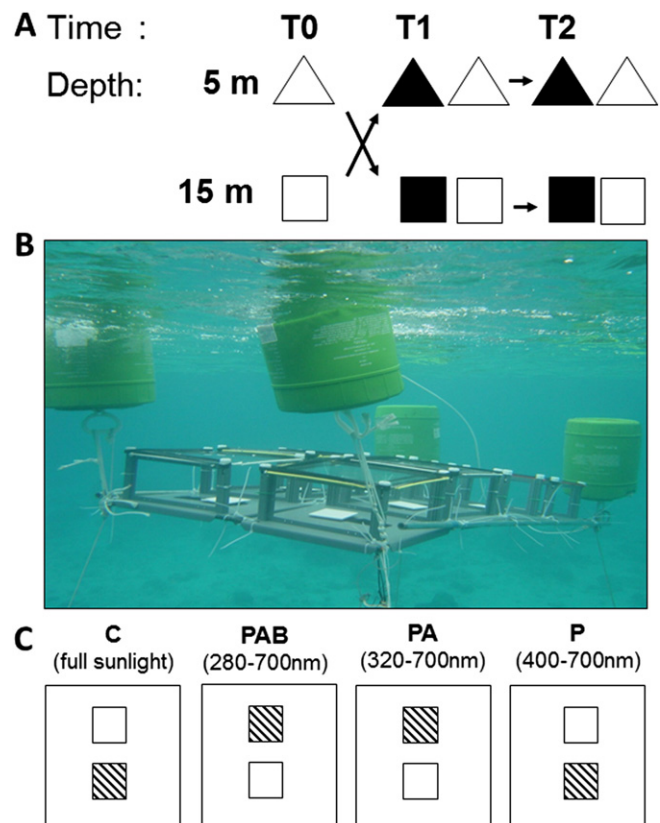 A Time : T0 T1 T2
Depth: 5 m
15 m
B
C
C PAB PA P
(full sunlight) (280-700nm) (320-700nm) (400-700nm)